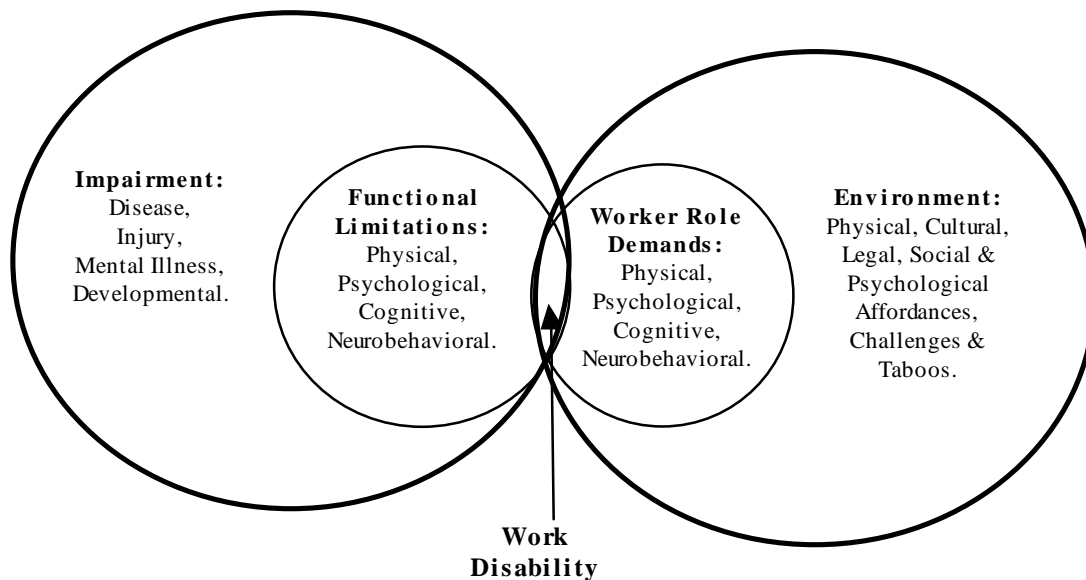 Impairment:
Disease,
Injury,
Mental Illness,
Developmental.
Functional
Limitations:
Physical,
Psychological,
Cognitive,
Neurobehavioral.
Worker Role
Demands:
Physical,
Psychological,
Cognitive,
Neurobehavioral.
Environment:
Physical, Cultural,
Legal, Social &
Psychological
Affordances,
Challenges &
Taboos.
Work
Disability